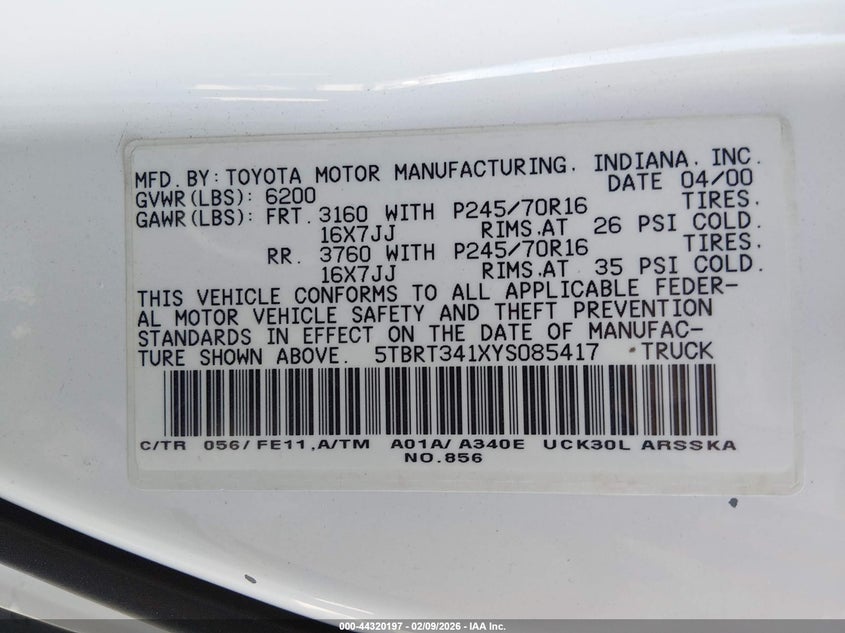 MFD. BY: TOYOTA MOTOR MANUFACTURING, INDIANA, INC.
GVWR(LBS): 6200 DATE 04/00
GAWR(LBS): FRT. 3160 WITH P245/70R16 TIRES,
16X7JJ RIMS,AT 26 PSI COLD.
RR. 3760 WITH P245/70R16 TIRES,
16X7JJ RIMS,AT 35 PSI COLD.
THIS VEHICLE CONFORMS TO ALL APPLICABLE FEDER-
AL MOTOR VEHICLE SAFETY AND THEFT PREVENTION
STANDARDS IN EFFECT ON THE DATE OF MANUFAC-
TURE SHOWN ABOVE. 5TBRT341XYS085417 TRUCK
C/TR 056/FE11,A/TM A01A/A340E UCK30L ARSSKA
NO.856
000-44320197 - 02/09/2026 - IAA Inc.